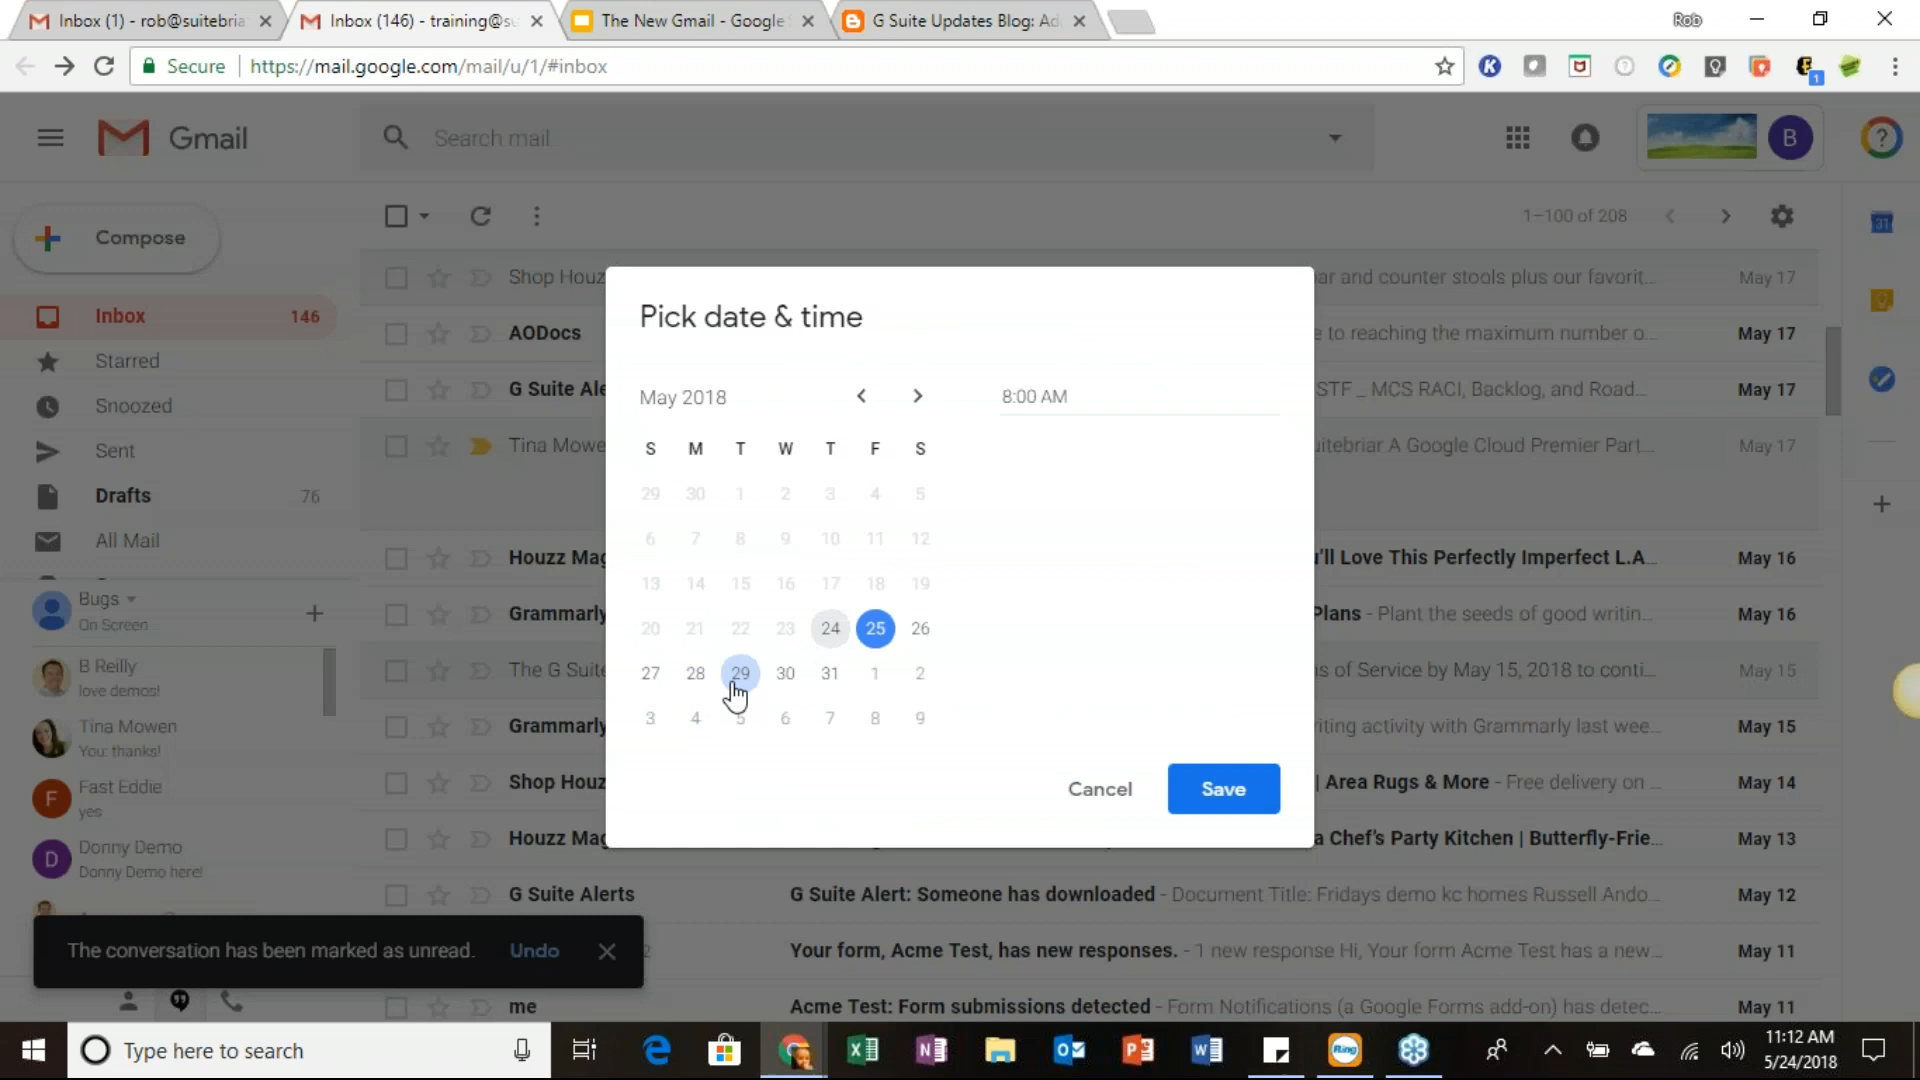 Inbox (1) - rob@suitebria
Inbox (146) - training@su
The New Gmail - Google
G Suite Updates Blog: Ad
Rob
Secure https://mail.google.com/mail/u/1/#inbox
1
Gmail
Search mail
B
?
Compose
1–100 of 208
31
Inbox 146
Starred
Snoozed
Sent
Drafts 76
All Mail
Bugs
On Screen
B Reilly
love demos!
Tina Mowen
You: thanks!
F
Fast Eddie
yes
D
Donny Demo
Donny Demo here!
Shop Houz ar and counter stools plus our favorit... May 17
AODocs e to reaching the maximum number o... May 17
G Suite Ale STF _ MCS RACI, Backlog, and Road... May 17
Tina Mowe uitebriar A Google Cloud Premier Part... May 17
Houzz Mag 'll Love This Perfectly Imperfect L.A... May 16
Grammarly Plans - Plant the seeds of good writin... May 16
The G Suite s of Service by May 15, 2018 to conti... May 15
Grammarly riting activity with Grammarly last wee... May 15
Shop Houz | Area Rugs & More - Free delivery on ... May 14
Houzz Mag a Chef's Party Kitchen | Butterfly-Frie... May 13
G Suite Alerts G Suite Alert: Someone has downloaded - Document Title: Fridays demo kc homes Russell Ando... May 12
2 Your form, Acme Test, has new responses. - 1 new response Hi, Your form Acme Test has a new... May 11
me Acme Test: Form submissions detected - Form Notifications (a Google Forms add-on) has detec... May 11
Pick date & time
May 2018
8:00 AM
S M T W T F S
29 30 1 2 3 4 5
6 7 8 9 10 11 12
13 14 15 16 17 18 19
20 21 22 23 24 25 26
27 28 29 30 31 1 2
3 4 5 6 7 8 9
Cancel Save
The conversation has been marked as unread. Undo
Type here to search
Ring
11:12 AM
5/24/2018